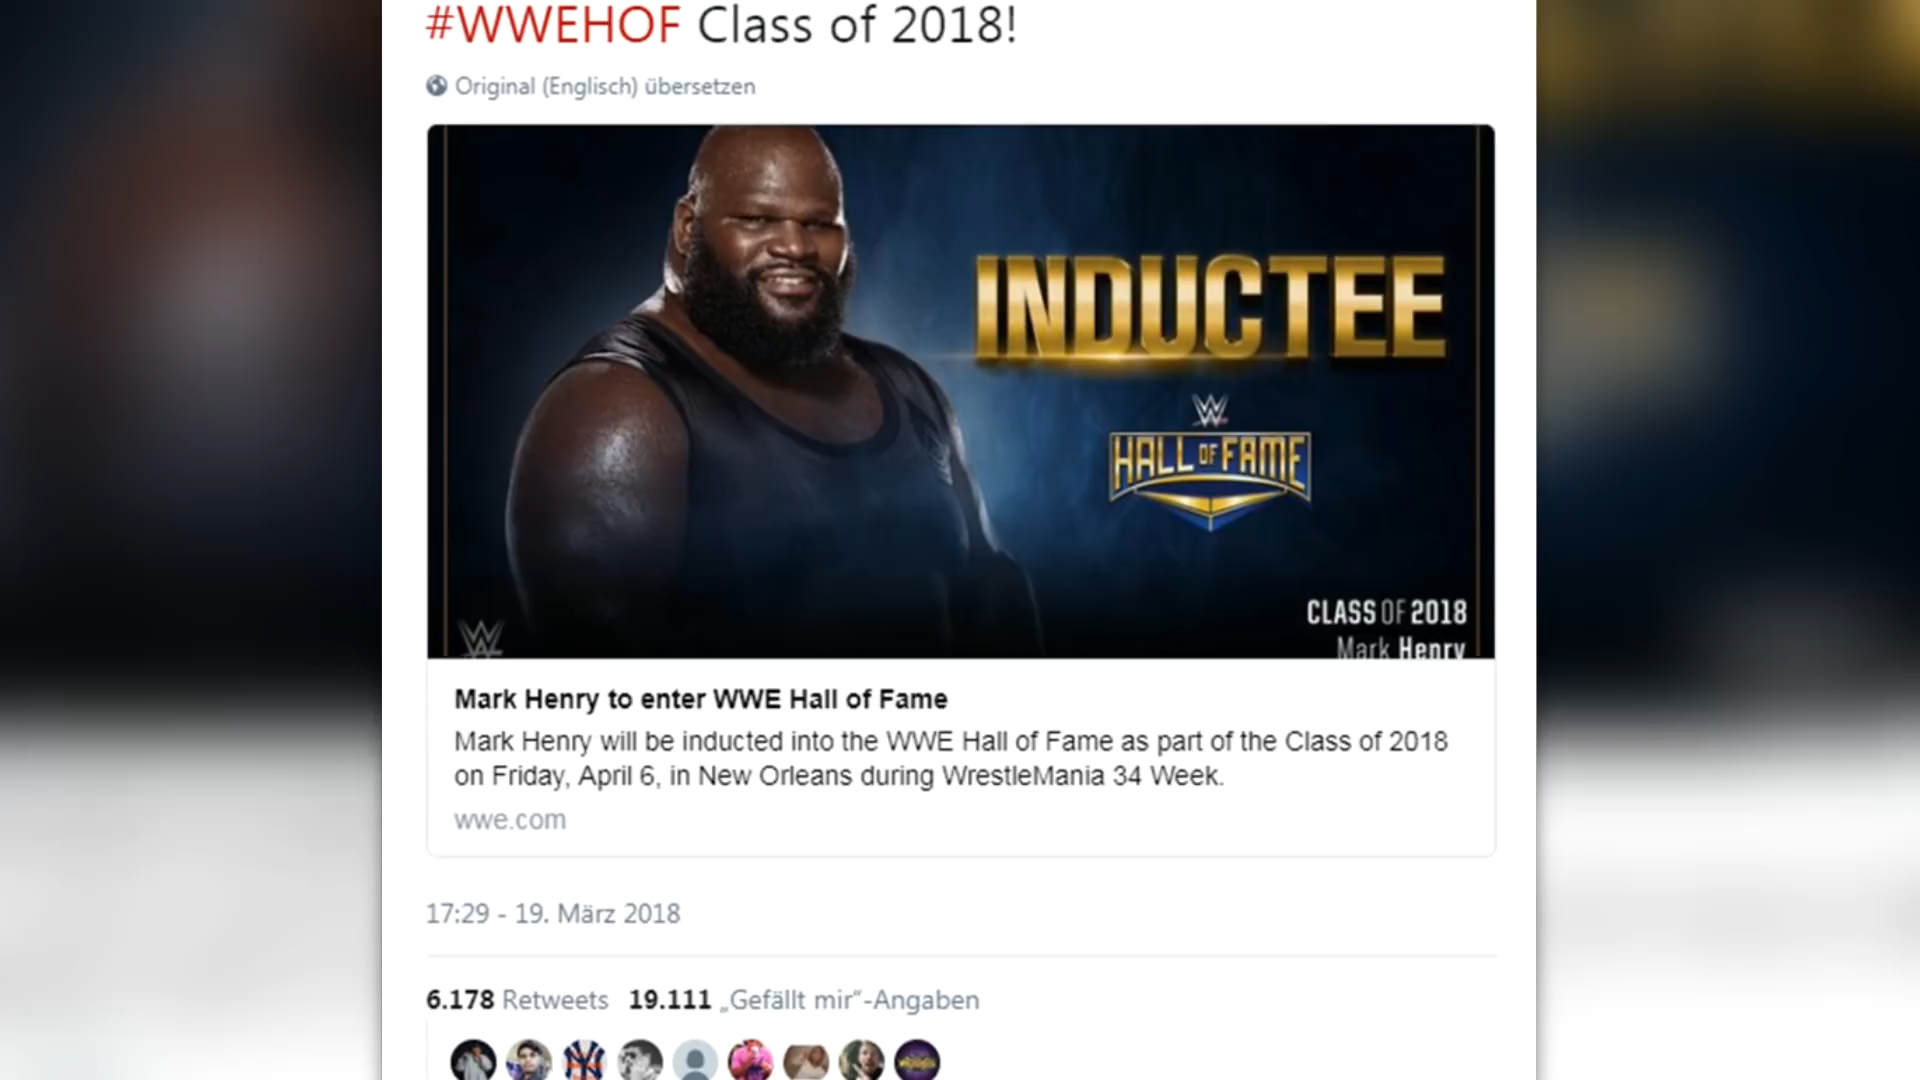 #WWEHOF Class of 2018!
Original (Englisch) übersetzen
INDUCTEE
W
HALL OF FAME
CLASS OF 2018
Mark Henry
W
Mark Henry to enter WWE Hall of Fame
Mark Henry will be inducted into the WWE Hall of Fame as part of the Class of 2018
on Friday, April 6, in New Orleans during WrestleMania 34 Week.
wwe.com
17:29 - 19. März 2018
6.178 Retweets 19.111 „Gefällt mir“-Angaben